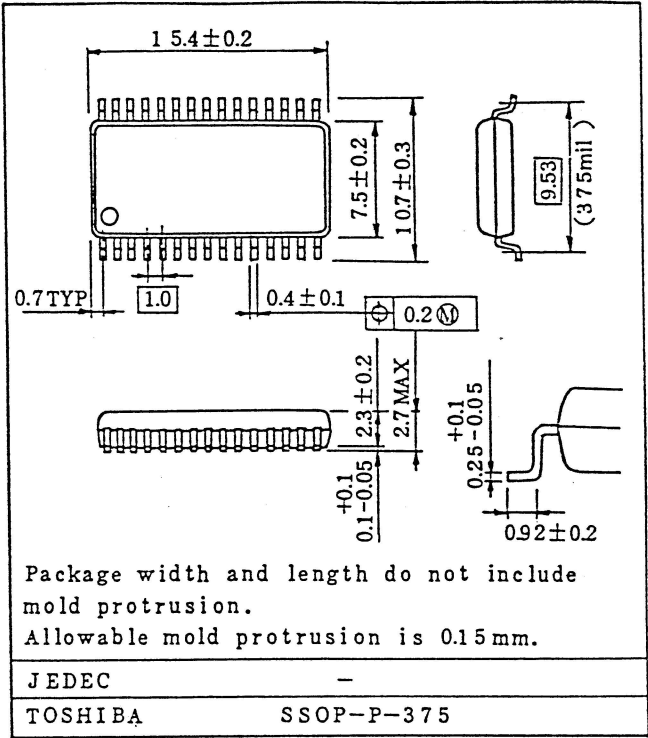 15.4±0.2
7.5±0.2
10.7±0.3
9.53
(375mil)
0.7TYP
1.0
0.4±0.1
⌖ 0.2Ⓜ
2.3±0.2
2.7MAX
+0.1
0.1-0.05
+0.1
0.25-0.05
0.92±0.2
Package width and length do not include
mold protrusion.
Allowable mold protrusion is 0.15mm.
JEDEC —
TOSHIBA SSOP-P-375